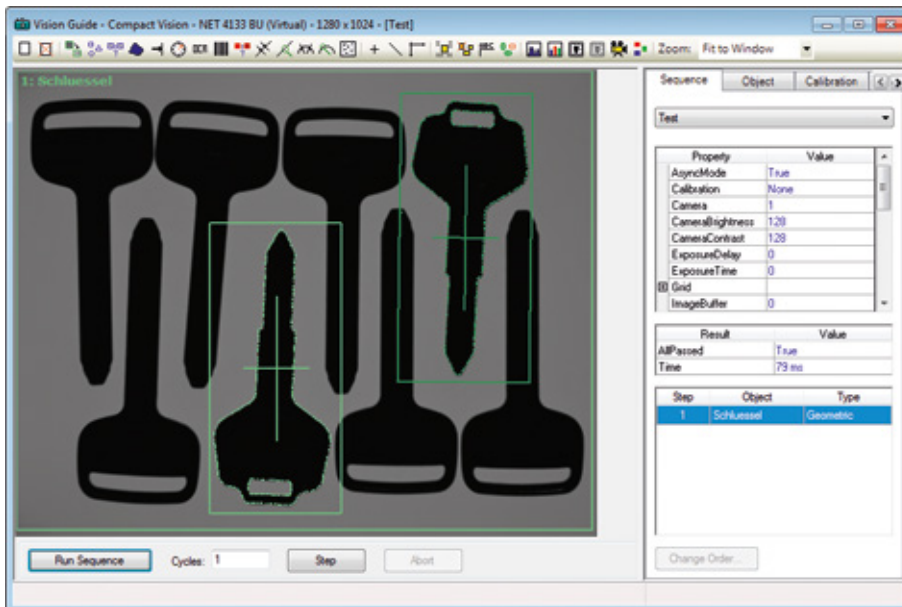 Vision Guide - Compact Vision - NET 4133 BU (Virtual) - 1280 x 1024 - [Test]
Zoom: Fit to Window
1: Schluessel
Sequence Object Calibration
Test
Property Value
AsyncMode True
Calibration None
Camera 1
CameraBrightness 128
CameraContrast 128
ExposureDelay 0
ExposureTime 0
Grid
ImageBuffer 0
Result Value
AllPassed True
Time 79 ms
Step Object Type
1 Schluessel Geometric
Run Sequence Cycles: 1 Step Abort
Change Order...